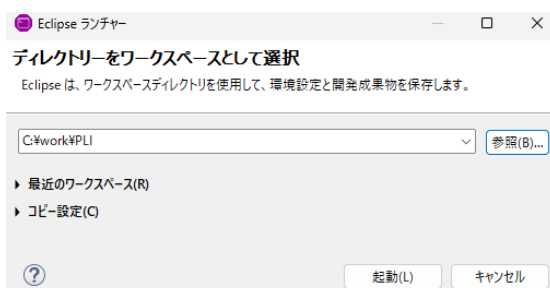 Eclipse ランチャー
ディレクトリーをワークスペースとして選択
Eclipse は、ワークスペースディレクトリを使用して、環境設定と開発成果物を保存します。
C:¥work¥PLI
参照(B)...
最近のワークスペース(R)
コピー設定(C)
?
起動(L)
キャンセル